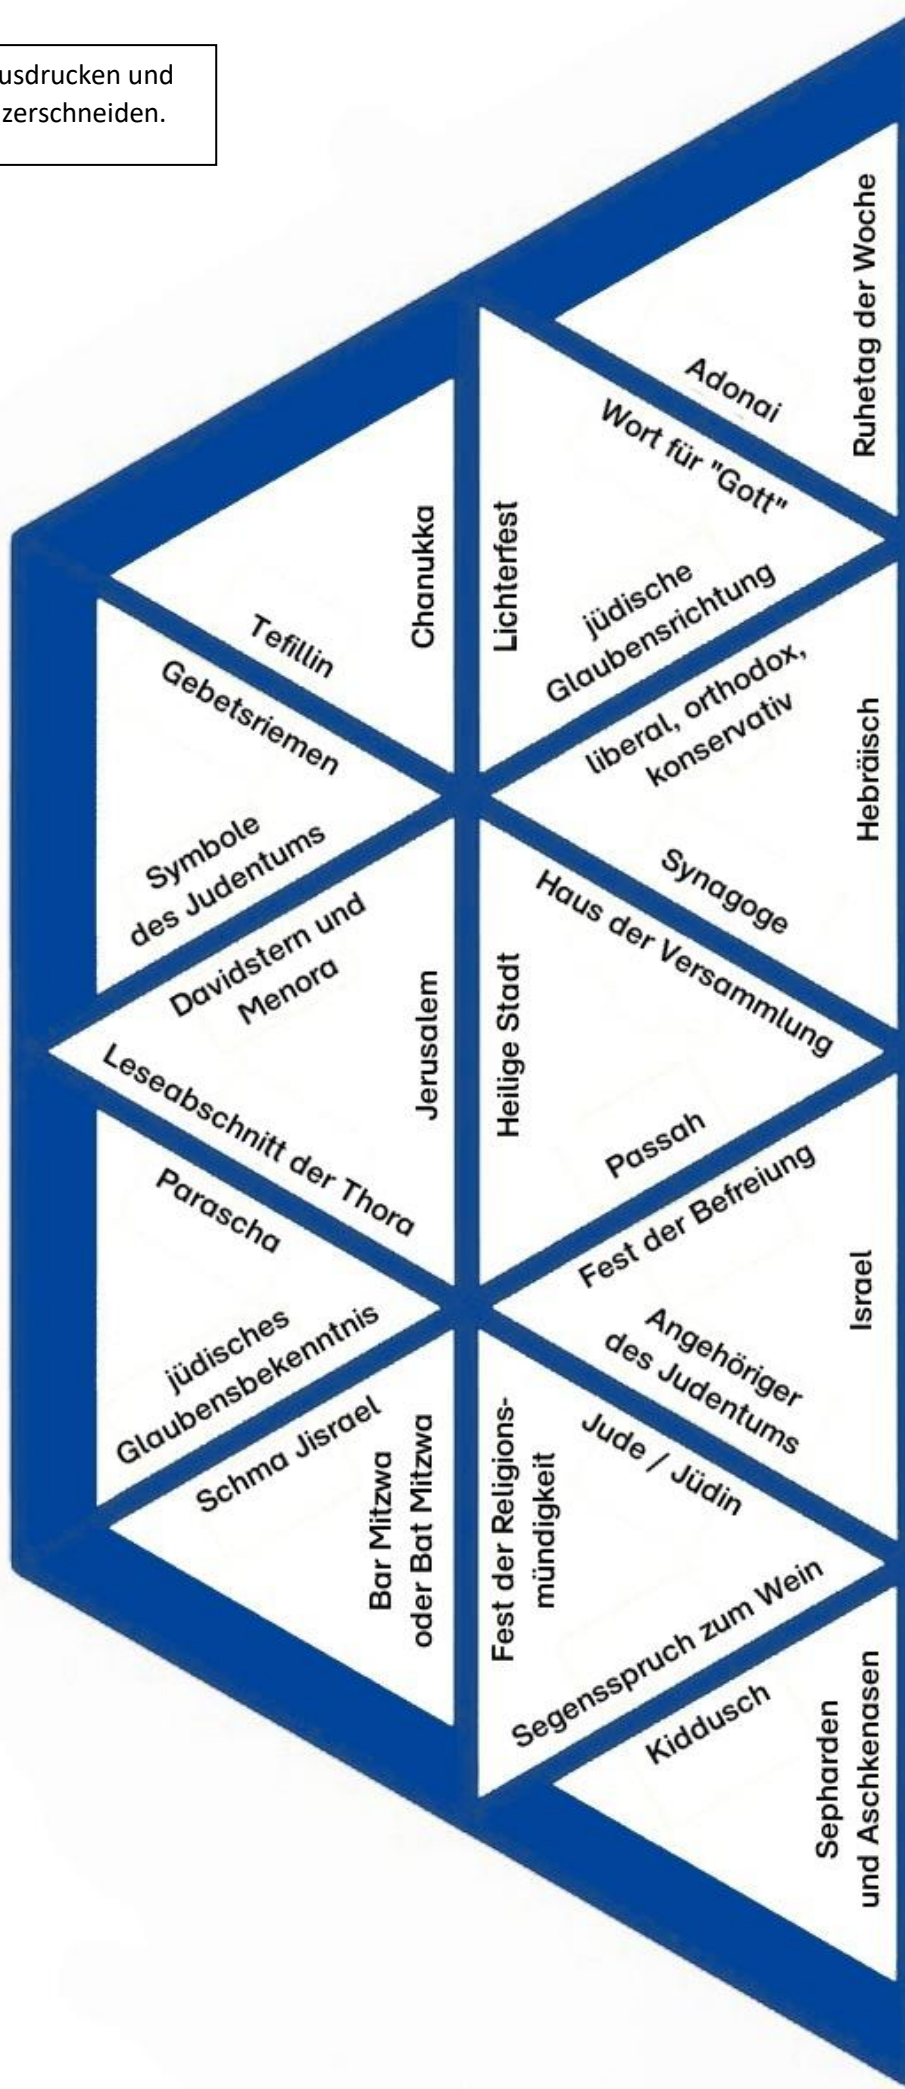 usdrucken und
zerschneiden.
Ruhetag der Woche
Adonai
Wort für "Gott"
Chanukka
Lichterfest
jüdische
Glaubensrichtung
Tefillin
Gebetsriemen
liberal, orthodox,
konservativ
Hebräisch
Symbole
des Judentums
Synagoge
Haus der Versammlung
Davidstern und
Menora
Jerusalem
Heilige Stadt
Leseabschnitt der Thora
Parascha
Passah
Fest der Befreiung
Israel
jüdisches
Glaubensbekenntnis
Angehöriger
des Judentums
Schma Jisrael
Bar Mitzwa
oder Bat Mitzwa
Fest der Religions-
mündigkeit
Jude / Jüdin
Segensspruch zum Wein
Kiddusch
Sepharden
und Aschkenasen